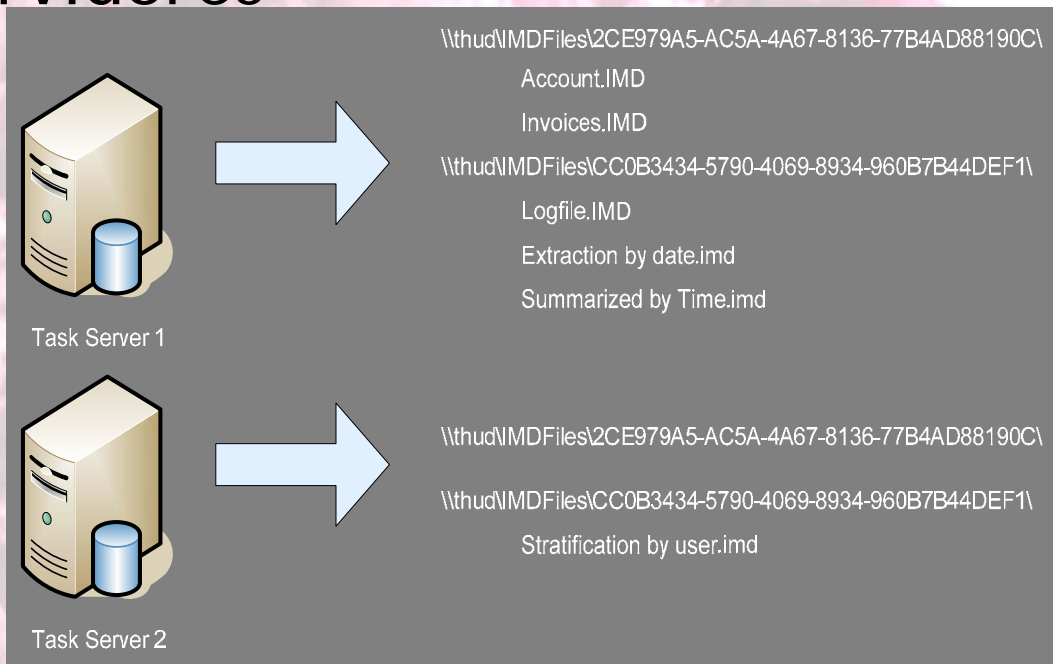 \\thud\IMDFiles\2CE979A5-AC5A-4A67-8136-77B4AD88190C\
Account.IMD
Invoices.IMD
\\thud\IMDFiles\CC0B3434-5790-4069-8934-960B7B44DEF1\
Logfile.IMD
Extraction by date.imd
Summarized by Time.imd
Task Server 1
\\thud\IMDFiles\2CE979A5-AC5A-4A67-8136-77B4AD88190C\
\\thud\IMDFiles\CC0B3434-5790-4069-8934-960B7B44DEF1\
Stratification by user.imd
Task Server 2